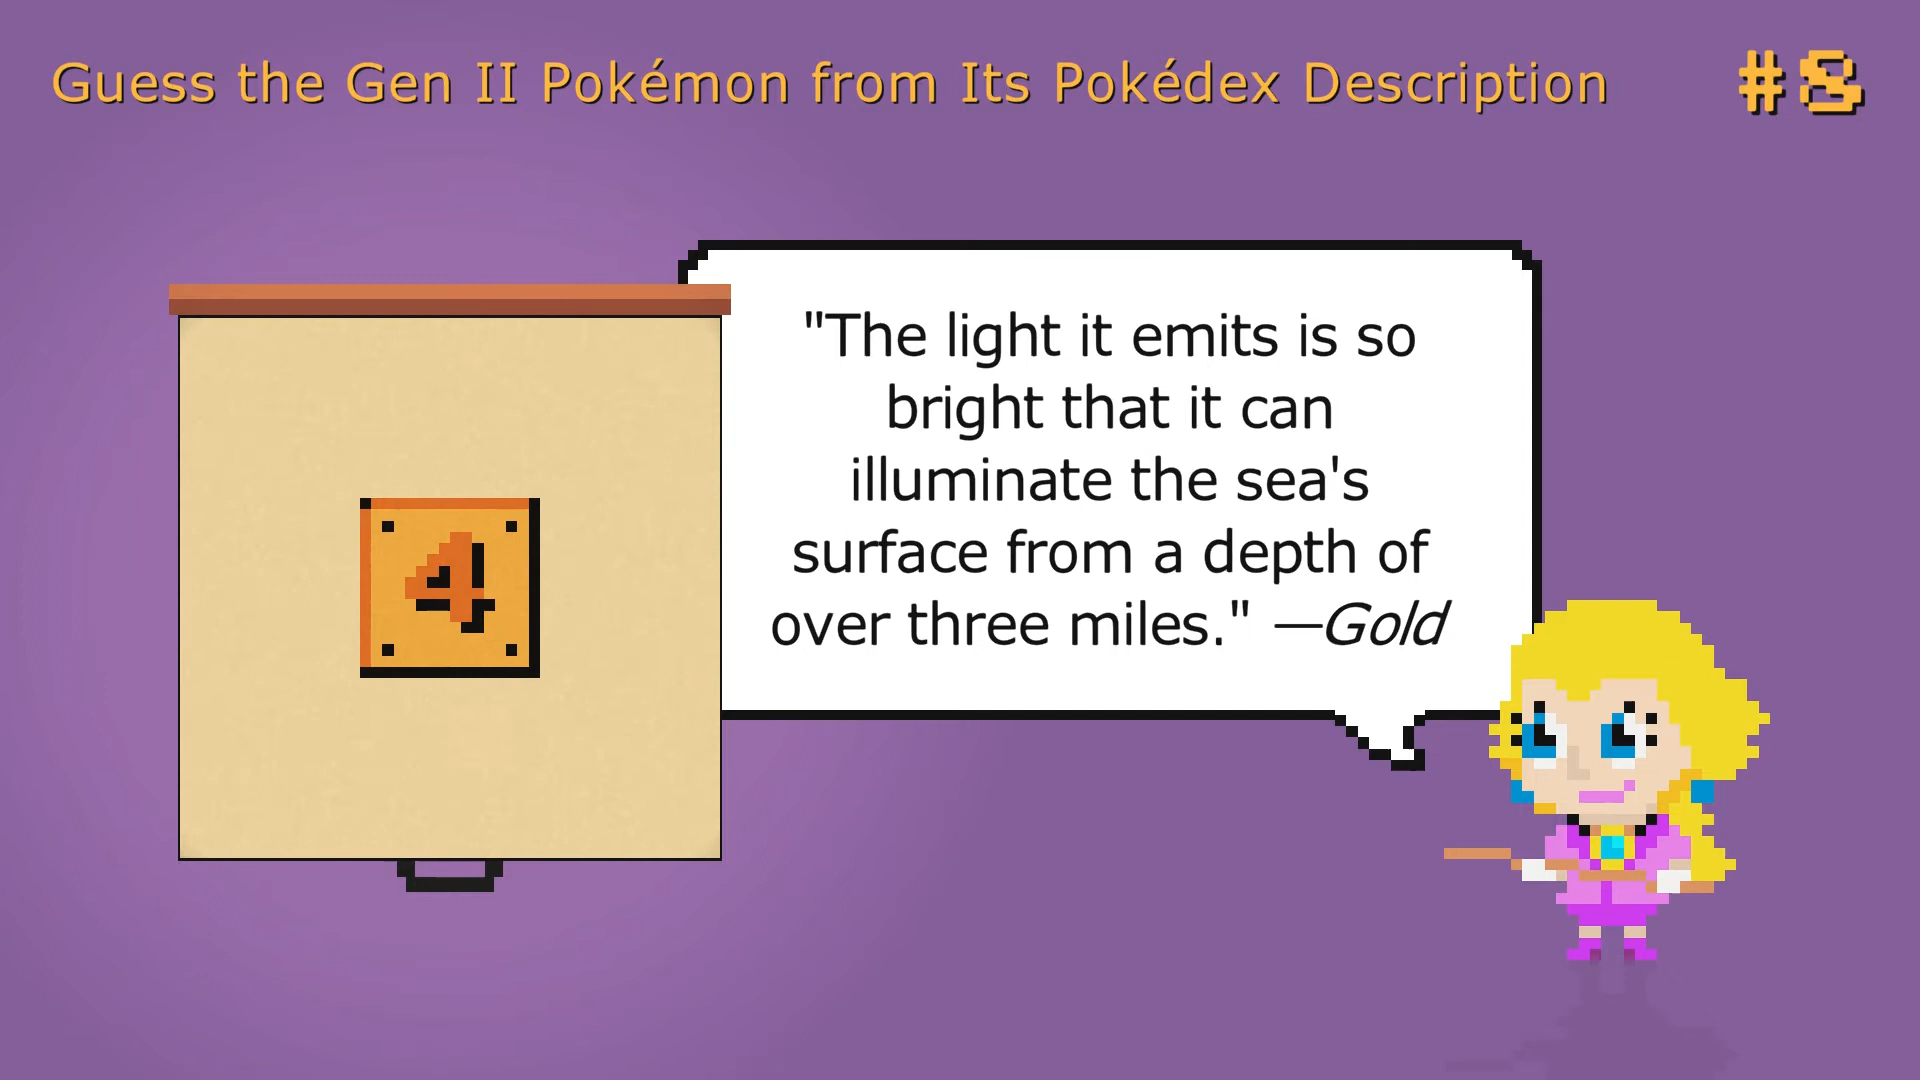 Guess the Gen II Pokémon from Its Pokédex Description
#8
"The light it emits is so
bright that it can
illuminate the sea's
surface from a depth of
over three miles." —Gold
4